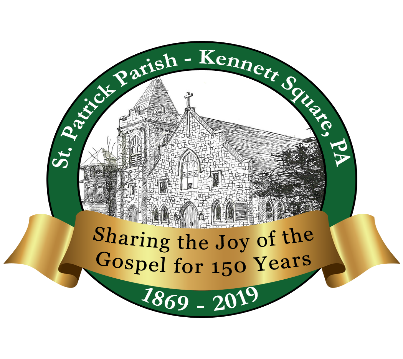 St. Patrick Parish - Kennett Square, PA
Sharing the Joy of the
Gospel for 150 Years
1869 - 2019